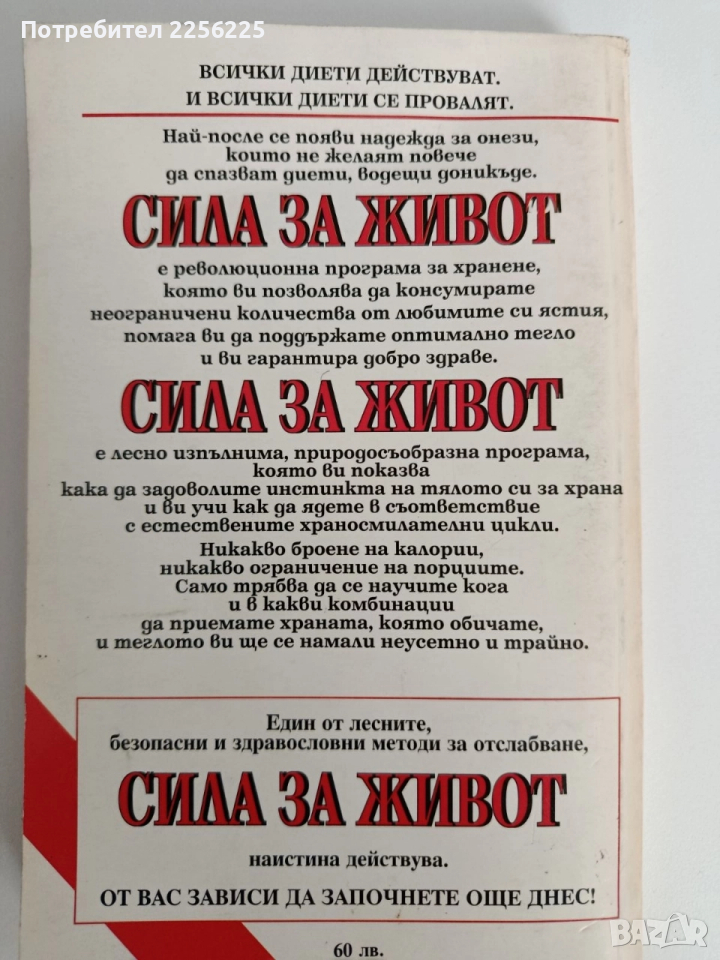 Потребител 2256225
ВСИЧКИ ДИЕТИ ДЕЙСТВУВАТ.
И ВСИЧКИ ДИЕТИ СЕ ПРОВАЛЯТ.
Най-после се появи надежда за онези,
които не желаят повече
да спазват диети, водещи доникъде.
СИЛА ЗА ЖИВОТ
е революционна програма за хранене,
която ви позволява да консумирате
неограничени количества от любимите си ястия,
помага ви да поддържате оптимално тегло
и ви гарантира добро здраве.
СИЛА ЗА ЖИВОТ
е лесно изпълнима, природосъобразна програма,
която ви показва
кака да задоволите инстинкта на тялото си за храна
и ви учи как да ядете в съответствие
с естествените храносмилателни цикли.
Никакво броене на калории,
никакво ограничение на порциите.
Само трябва да се научите кога
и в какви комбинации
да приемате храната, която обичате,
и теглото ви ще се намали неусетно и трайно.
Един от лесните,
безопасни и здравословни методи за отслабване,
СИЛА ЗА ЖИВОТ
наистина действува.
ОТ ВАС ЗАВИСИ ДА ЗАПОЧНЕТЕ ОЩЕ ДНЕС!
60 лв.
BAZAR